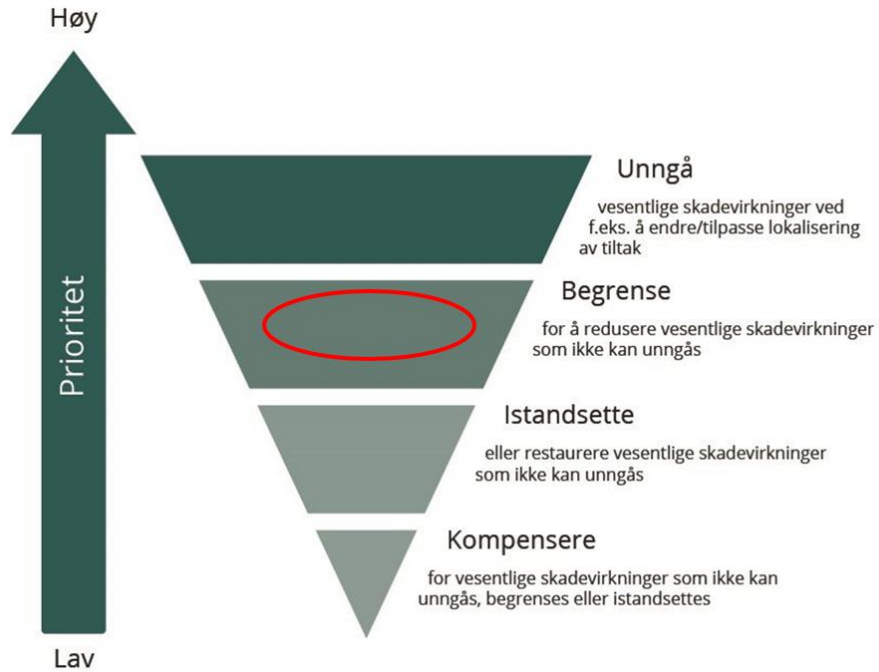 Høy
Prioritet
Unngå
vesentlige skadevirkninger ved
f.eks. å endre/tilpasse lokalisering
av tiltak
Begrense
for å redusere vesentlige skadevirkninger
som ikke kan unngås
Istandsette
eller restaurere vesentlige skadevirkninger
som ikke kan unngås
Kompensere
for vesentlige skadevirkninger som ikke kan
unngås, begrenses eller istandsettes
Lav